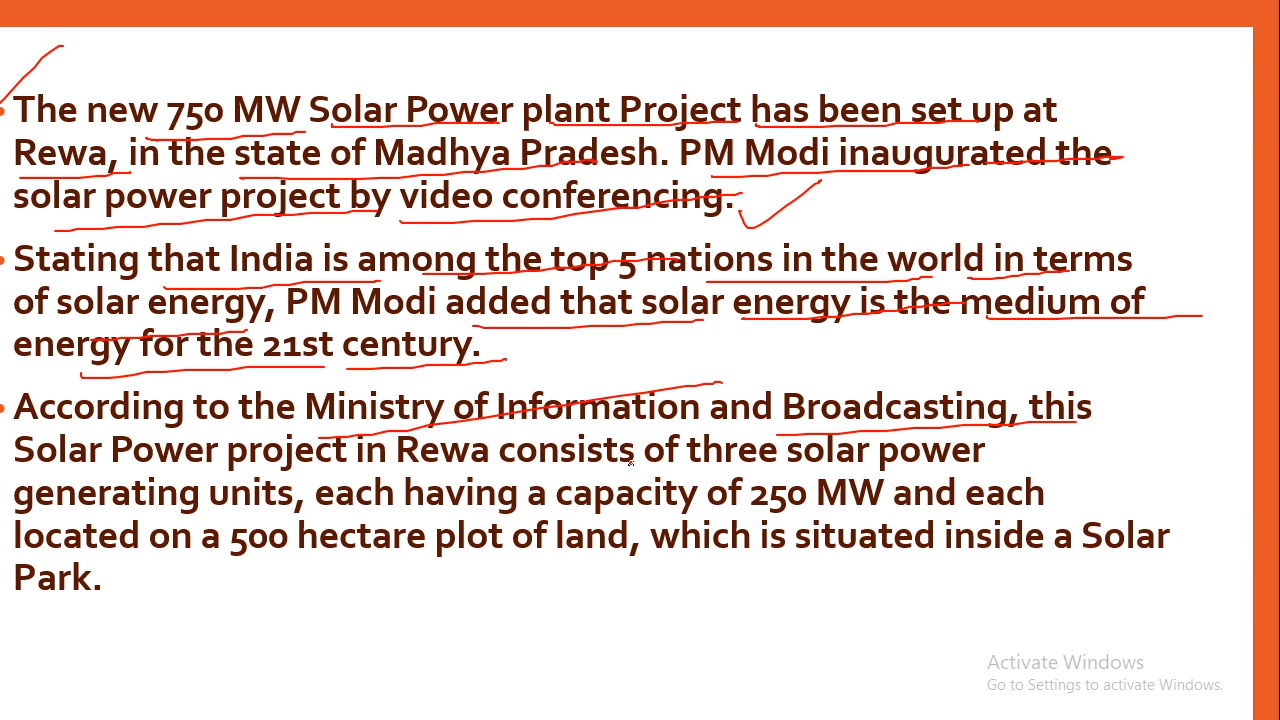 The new 750 MW Solar Power plant Project has been set up at
Rewa, in the state of Madhya Pradesh. PM Modi inaugurated the
solar power project by video conferencing.
Stating that India is among the top 5 nations in the world in terms
of solar energy, PM Modi added that solar energy is the medium of
energy for the 21st century.
According to the Ministry of Information and Broadcasting, this
Solar Power project in Rewa consists of three solar power
generating units, each having a capacity of 250 MW and each
located on a 500 hectare plot of land, which is situated inside a Solar
Park.
Activate Windows
Go to Settings to activate Windows.